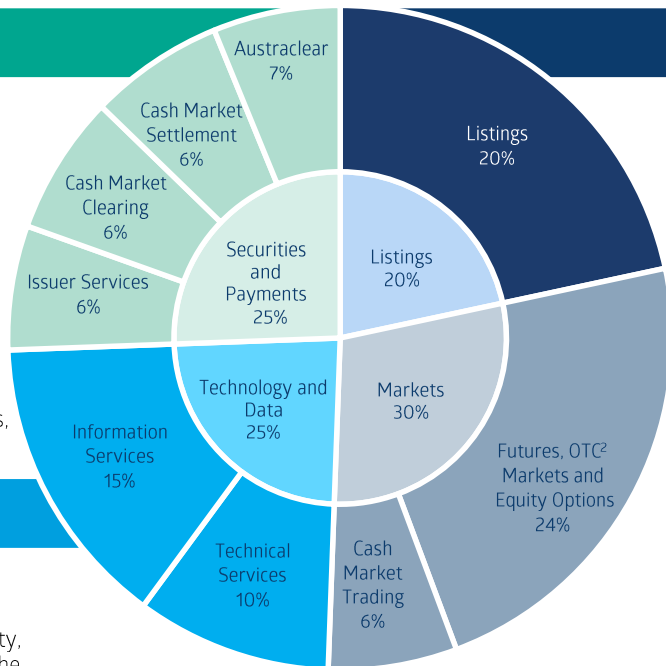 Austraclear
7%
Cash Market
Settlement
6%
Cash Market
Clearing
6%
Issuer Services
6%
Listings
20%
Securities
and
Payments
25%
Listings
20%
Technology and
Data
25%
Markets
30%
Information
Services
15%
Technical
Services
10%
Cash
Market
Trading
6%
Futures, OTC²
Markets and
Equity Options
24%
s,
ty,
he